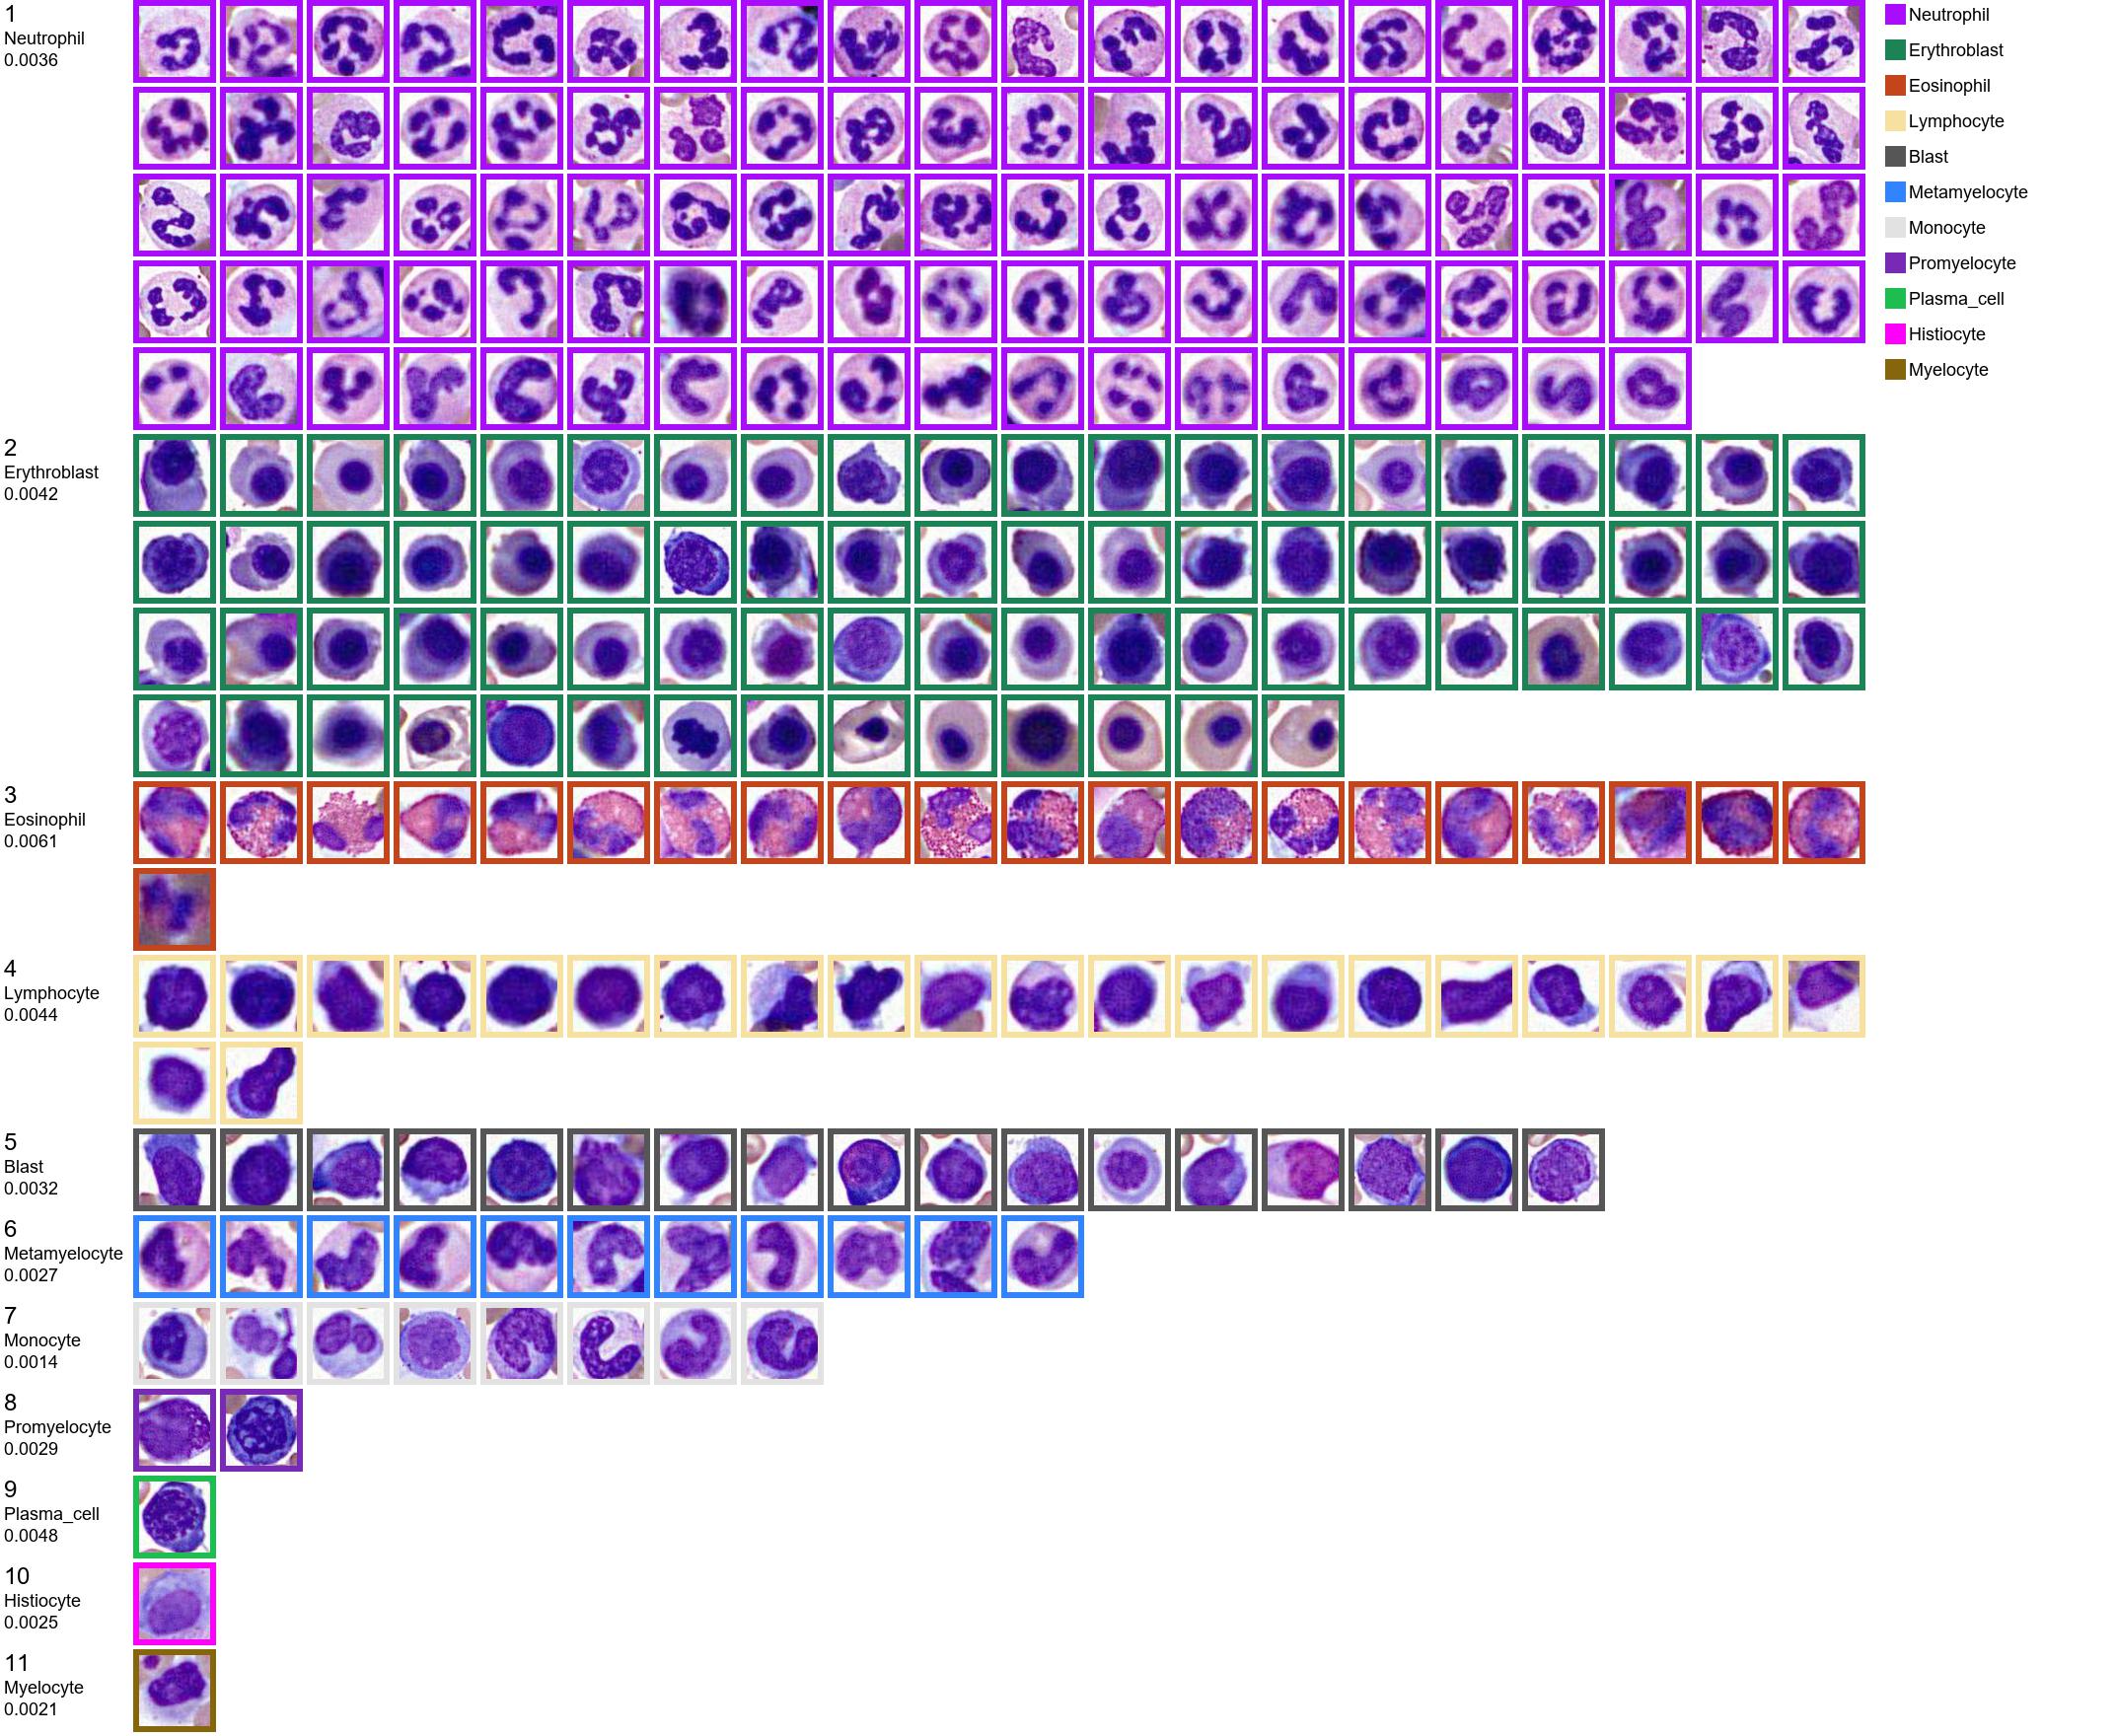 1
Neutrophil
0.0036
2
Erythroblast
0.0042
3
Eosinophil
0.0061
4
Lymphocyte
0.0044
5
Blast
0.0032
6
Metamyelocyte
0.0027
7
Monocyte
0.0014
8
Promyelocyte
0.0029
9
Plasma_cell
0.0048
10
Histiocyte
0.0025
11
Myelocyte
0.0021
Neutrophil
Erythroblast
Eosinophil
Lymphocyte
Blast
Metamyelocyte
Monocyte
Promyelocyte
Plasma_cell
Histiocyte
Myelocyte